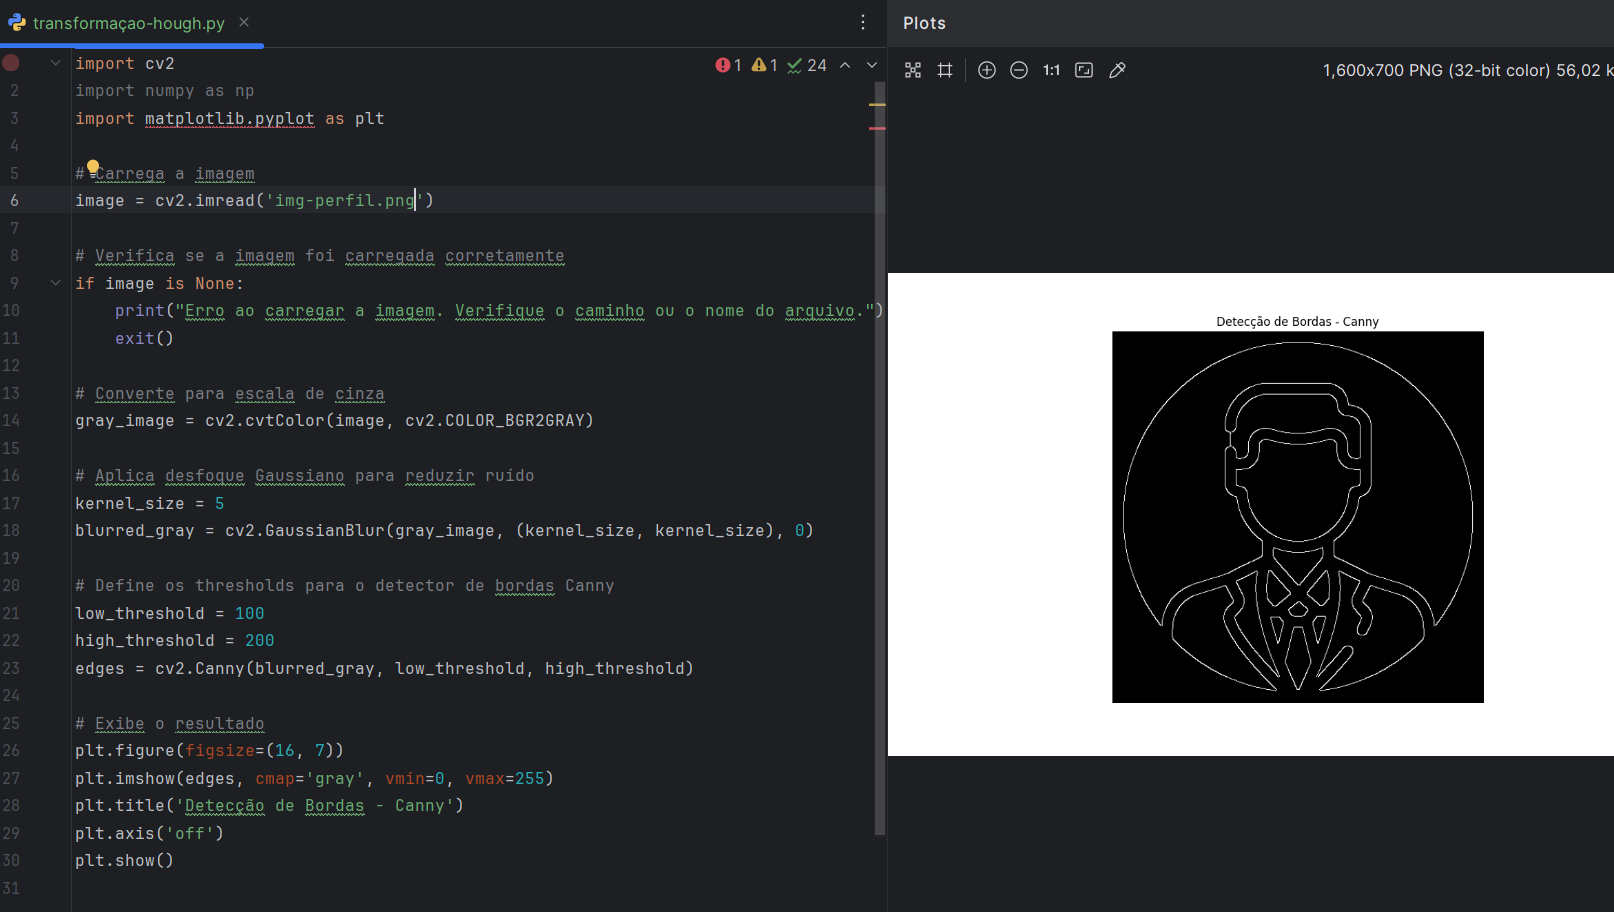 transformaçao-hough.py
import cv2
1 1 24
2 import numpy as np
3 import matplotlib.pyplot as plt
4
5 # Carrega a imagem
6 image = cv2.imread('img-perfil.png')
7
8 # Verifica se a imagem foi carregada corretamente
9 if image is None:
10 print("Erro ao carregar a imagem. Verifique o caminho ou o nome do arquivo.")
11 exit()
12
13 # Converte para escala de cinza
14 gray_image = cv2.cvtColor(image, cv2.COLOR_BGR2GRAY)
15
16 # Aplica desfoque Gaussiano para reduzir ruído
17 kernel_size = 5
18 blurred_gray = cv2.GaussianBlur(gray_image, (kernel_size, kernel_size), 0)
19
20 # Define os thresholds para o detector de bordas Canny
21 low_threshold = 100
22 high_threshold = 200
23 edges = cv2.Canny(blurred_gray, low_threshold, high_threshold)
24
25 # Exibe o resultado
26 plt.figure(figsize=(16, 7))
27 plt.imshow(edges, cmap='gray', vmin=0, vmax=255)
28 plt.title('Detecção de Bordas - Canny')
29 plt.axis('off')
30 plt.show()
31
Plots
1:1
1,600x700 PNG (32-bit color) 56,02 k
Detecção de Bordas - Canny